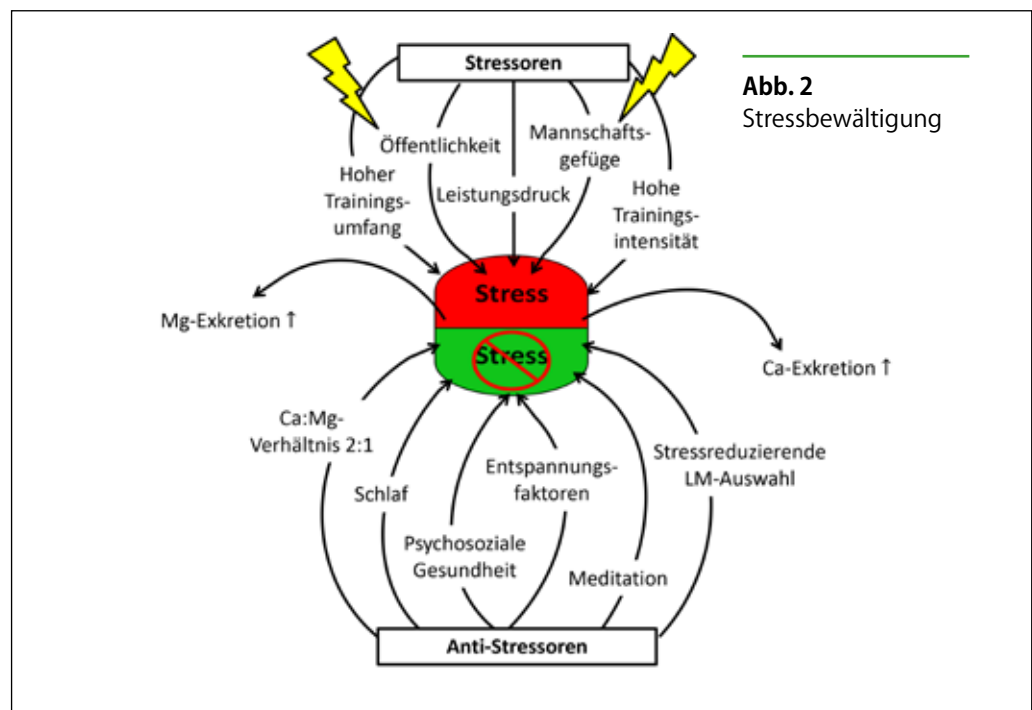 Stressoren
Abb. 2
Stressbewältigung
Öffentlichkeit
Mannschafts-
gefüge
Hoher
Trainings-
umfang
Leistungsdruck
Hohe
Trainings-
intensität
Stress
Mg-Exkretion ↑
Stress
Ca-Exkretion ↑
Ca:Mg-
Verhältnis 2:1
Schlaf
Entspannungs-
faktoren
Stressreduzierende
LM-Auswahl
Psychosoziale
Gesundheit
Meditation
Anti-Stressoren